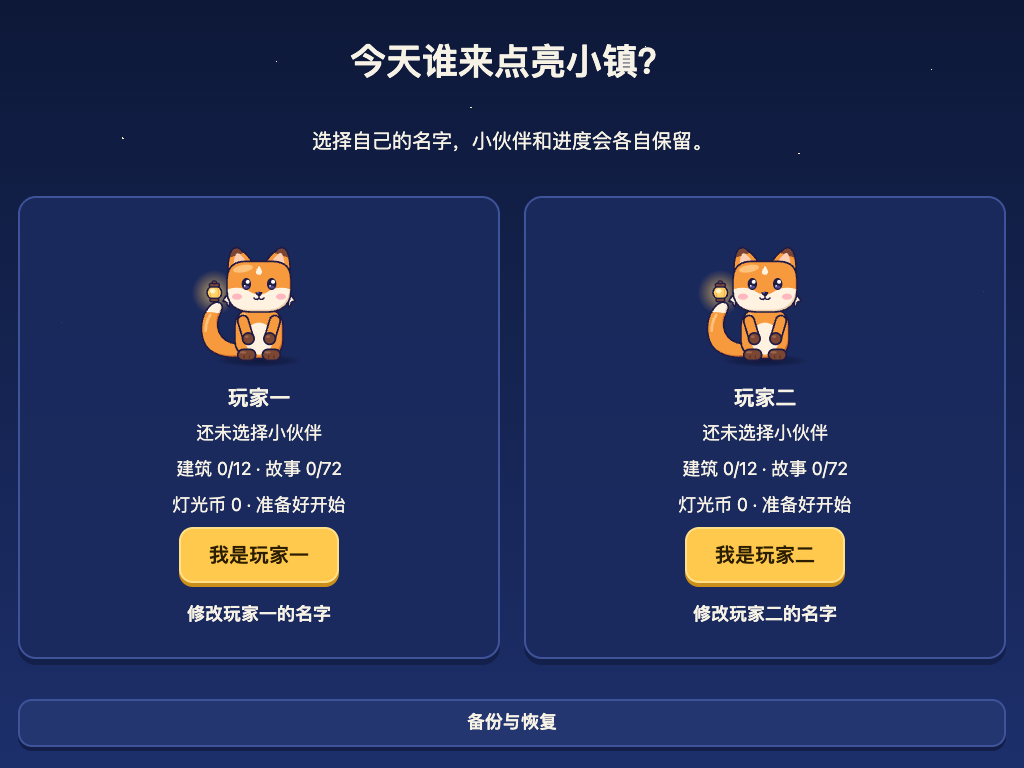 今天谁来点亮小镇？
选择自己的名字，小伙伴和进度会各自保留。
玩家一
还未选择小伙伴
建筑 0/12 · 故事 0/72
灯光币 0 · 准备好开始
我是玩家一
修改玩家一的名字
玩家二
还未选择小伙伴
建筑 0/12 · 故事 0/72
灯光币 0 · 准备好开始
我是玩家二
修改玩家二的名字
备份与恢复